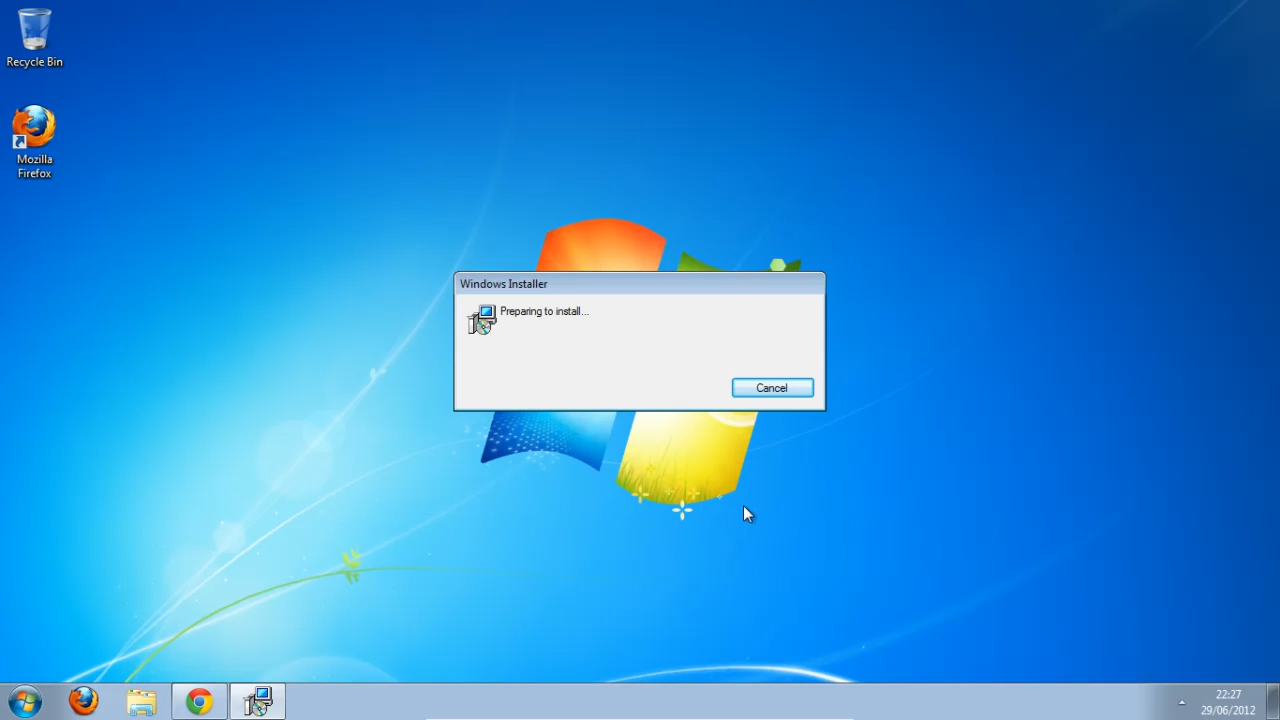 Recycle Bin
Mozilla
Firefox
Windows Installer
Preparing to install...
Cancel
22:27
29/06/2012